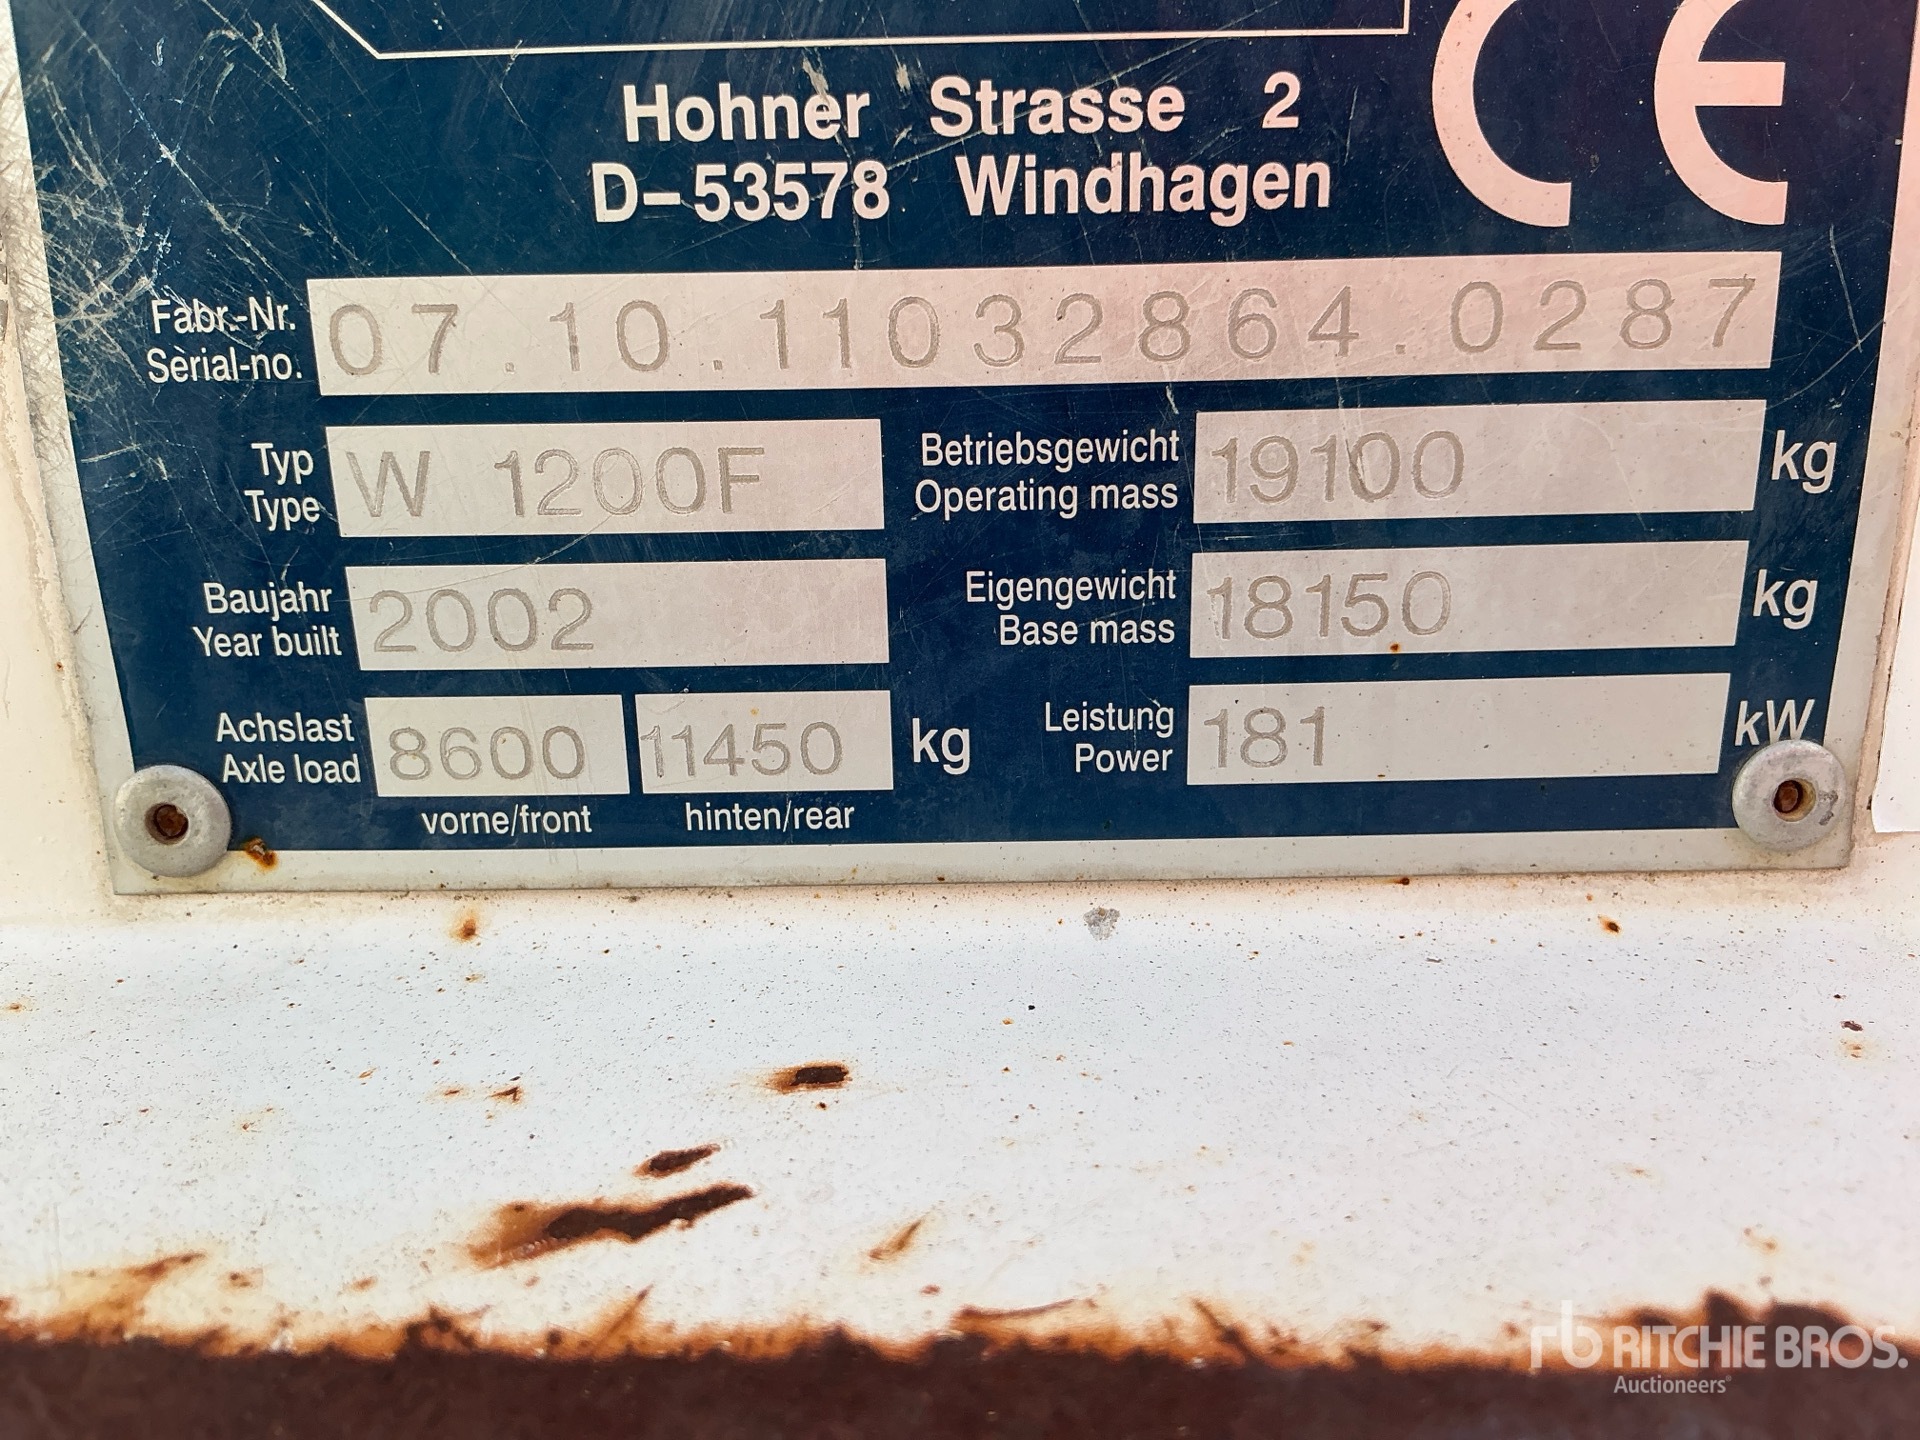 CE
Hohner Strasse 2
D-53578 Windhagen
Fabr.-Nr.
Serial-no.
07.10.11032864.0287
Typ
Type
W 1200F
Betriebsgewicht
Operating mass
19100 kg
Baujahr
Year built
2002
Eigengewicht
Base mass
18150 kg
Achslast
Axle load
8600 11450 kg
vorne/front hinten/rear
Leistung
Power
181 kW
rb RITCHIE BROS.
Auctioneers®